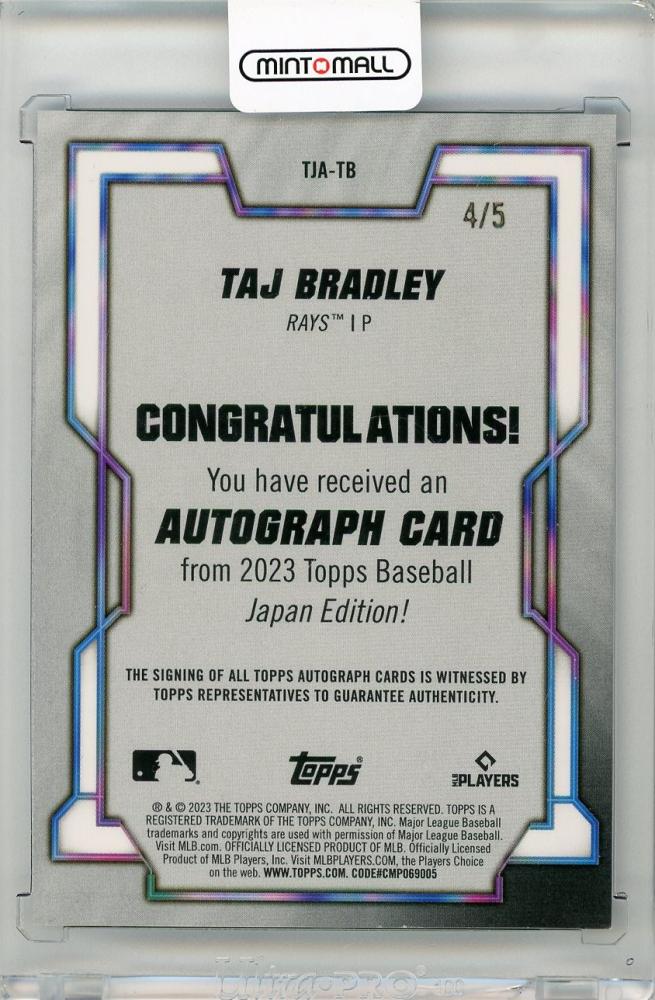 MINTMALL
TJA-TB
4/5
TAJ BRADLEY
RAYS™ | P
CONGRATULATIONS!
You have received an
AUTOGRAPH CARD
from 2023 Topps Baseball
Japan Edition!
THE SIGNING OF ALL TOPPS AUTOGRAPH CARDS IS WITNESSED BY
TOPPS REPRESENTATIVES TO GUARANTEE AUTHENTICITY.
Topps®
MLB PLAYERS
® & © 2023 THE TOPPS COMPANY, INC. ALL RIGHTS RESERVED. TOPPS IS A
REGISTERED TRADEMARK OF THE TOPPS COMPANY, INC. Major League Baseball
trademarks and copyrights are used with permission of Major League Baseball.
Visit MLB.com. OFFICIALLY LICENSED PRODUCT OF MLB. Officially Licensed
Product of MLB Players, Inc. Visit MLBPLAYERS.COM, the Players Choice
on the web. WWW.TOPPS.COM. CODE#CMP069005
Ultra·PRO®